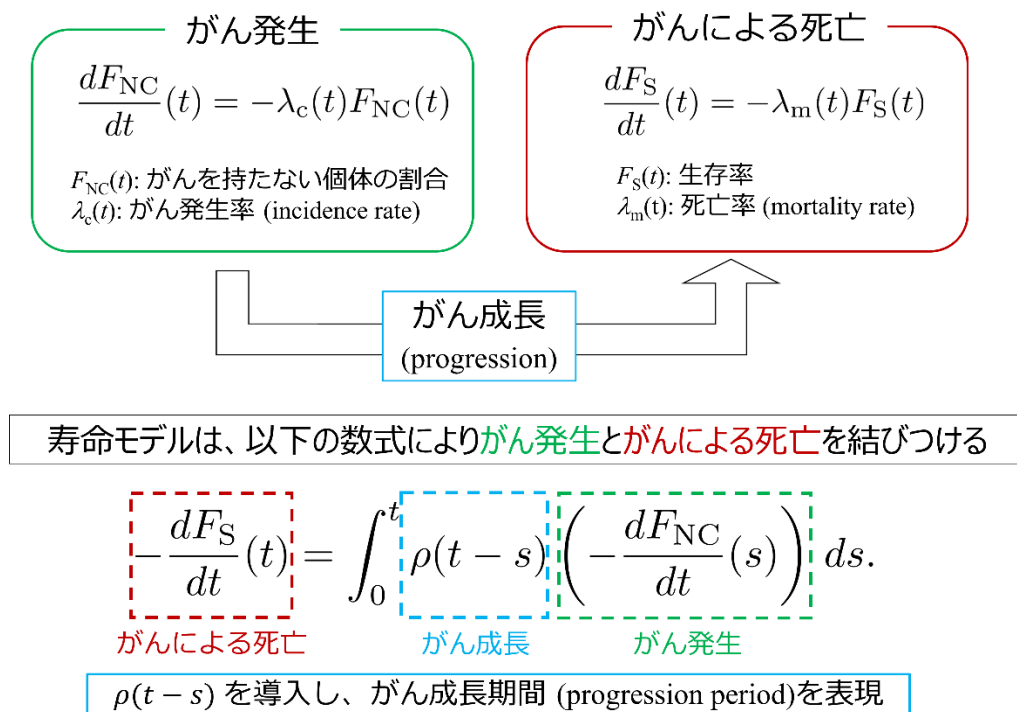 がん発生
dF_NC/dt (t) = −λ_c(t)F_NC(t)
F_NC(t): がんを持たない個体の割合
λ_c(t): がん発生率 (incidence rate)
がんによる死亡
dF_S/dt (t) = −λ_m(t)F_S(t)
F_S(t): 生存率
λ_m(t): 死亡率 (mortality rate)
がん成長
(progression)
寿命モデルは、以下の数式によりがん発生とがんによる死亡を結びつける
−dF_S/dt (t) = ∫_0^t ρ(t − s) (−dF_NC/dt (s)) ds.
がんによる死亡 がん成長 がん発生
ρ(t − s) を導入し、がん成長期間 (progression period)を表現